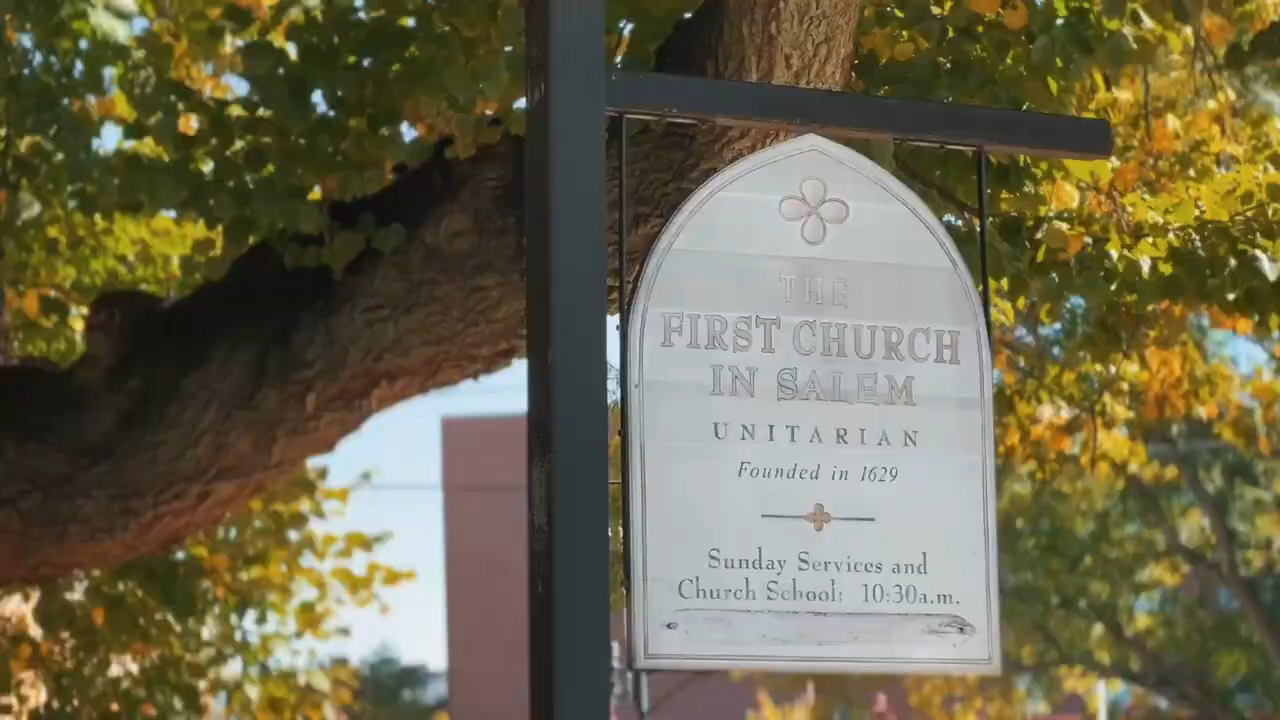 THE
FIRST CHURCH
IN SALEM
UNITARIAN
Founded in 1629
Sunday Services and
Church School: 10:30a.m.